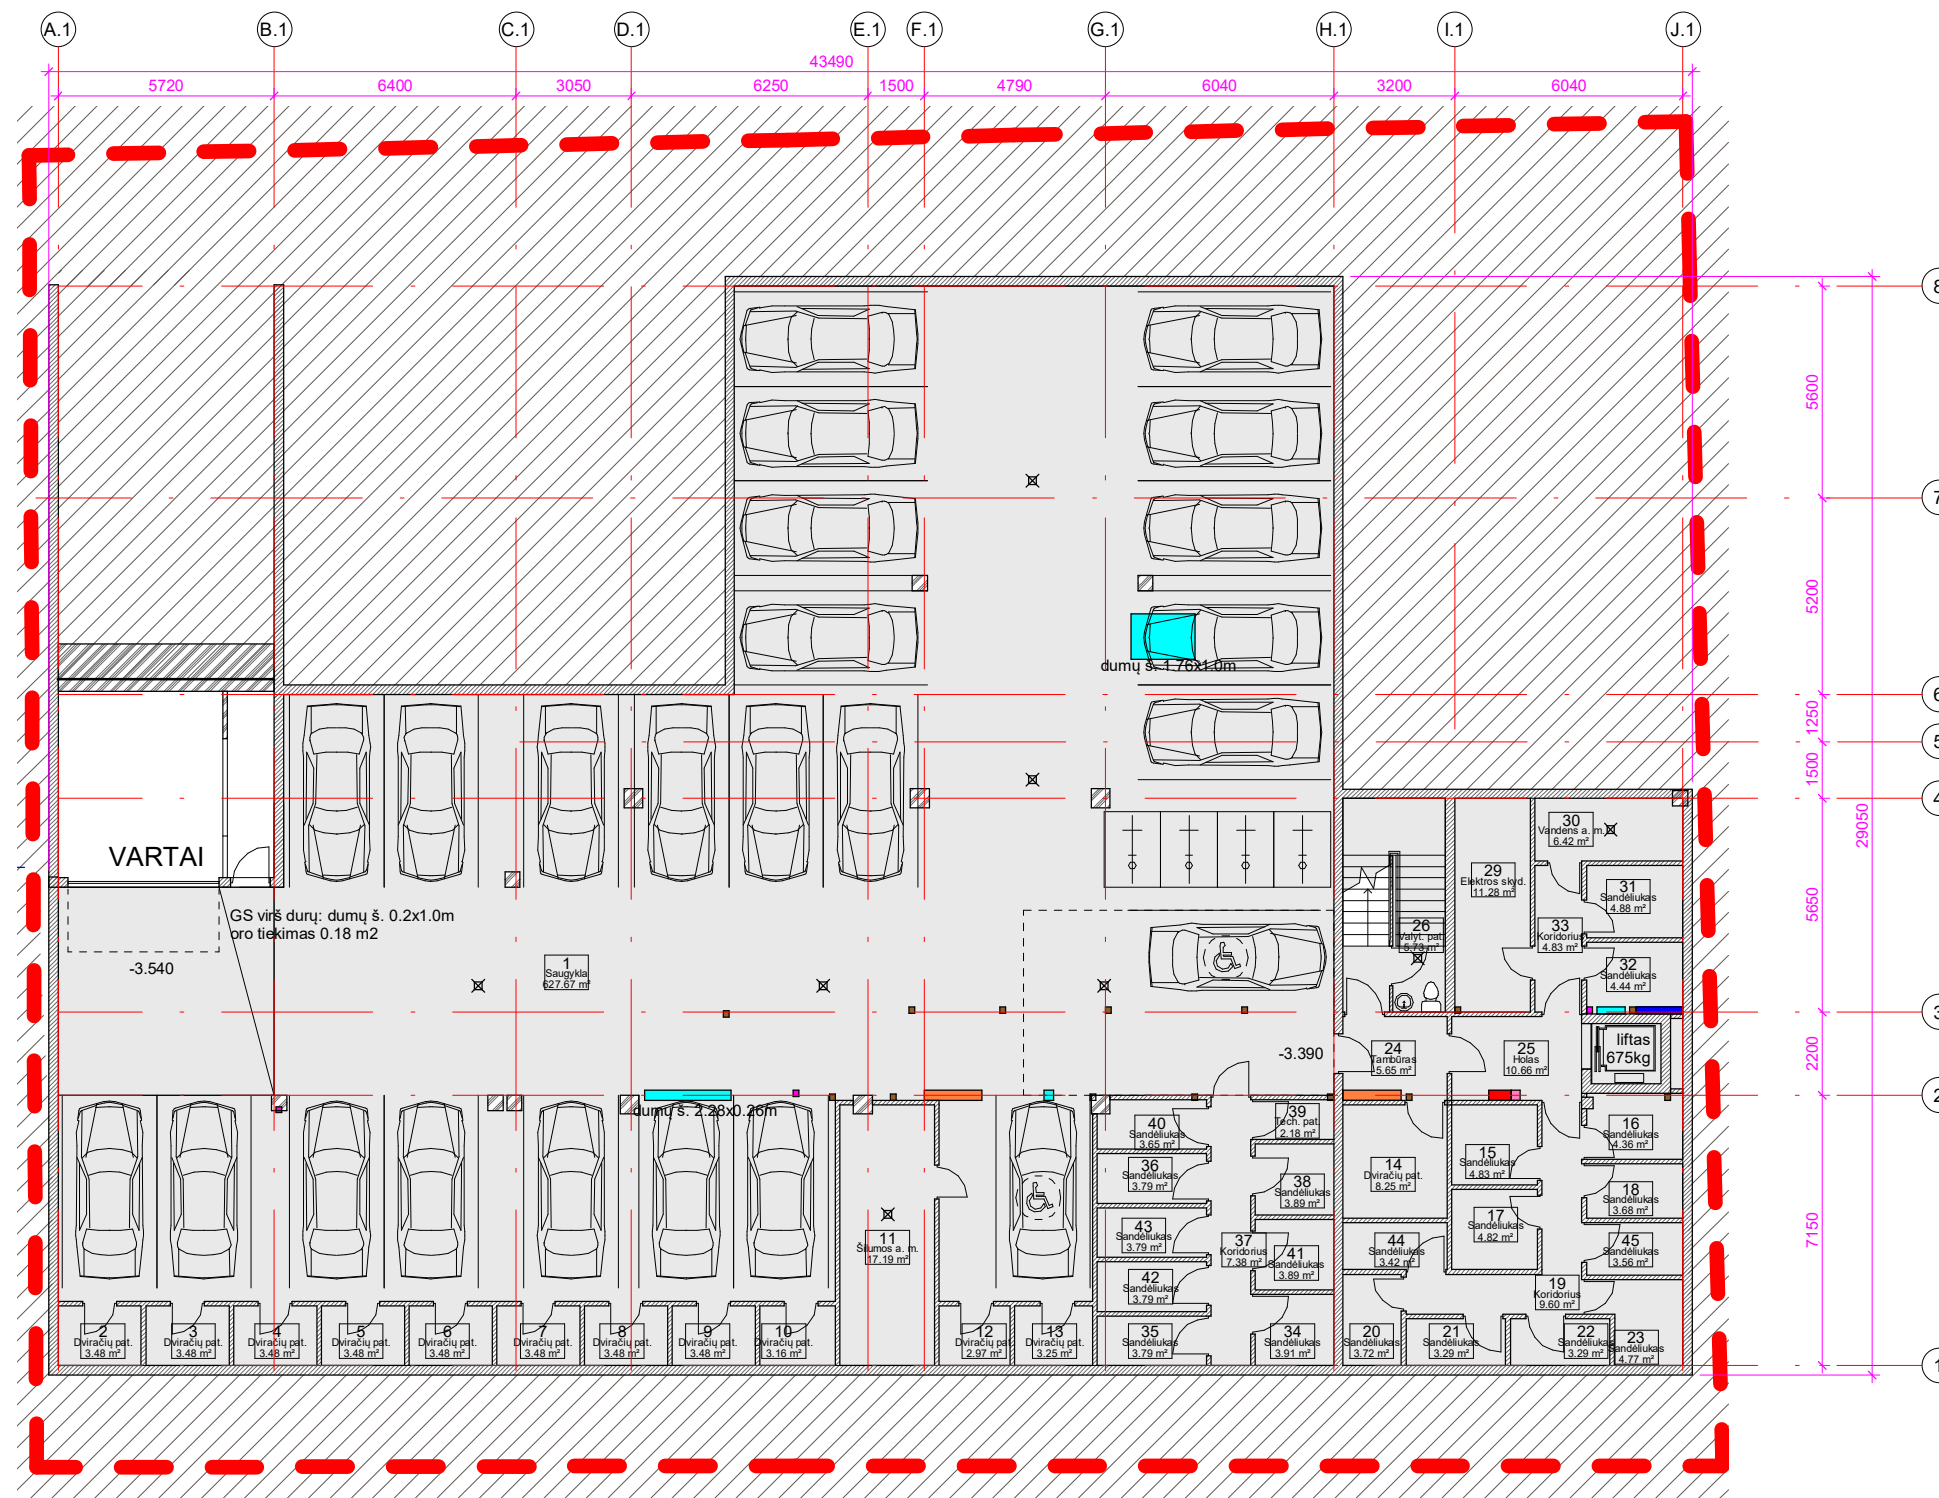 A.1 B.1 C.1 D.1 E.1 F.1 G.1 H.1 I.1 J.1
43490
5720 6400 3050 6250 1500 4790 6040 3200 6040
8
5600
7
5200
dumų š. 1.76x1.0m
6
1250
5
1500
4
29050
VARTAI
30
Vandens a. m.
6.42 m²
29
Elektros skyd.
11.28 m²
31
Sandėliukas
4.88 m²
5650
GS virš durų: dumų š. 0.2x1.0m
oro tiekimas 0.18 m2
26
Valyt. pat.
5.73 m²
33
Koridorius
4.83 m²
-3.540
1
Saugykla
627.67 m²
32
Sandėliukas
4.44 m²
3
-3.390
24
Tambūras
5.65 m²
25
Holas
10.66 m²
liftas
675kg
2200
2
dumų š. 2.28x0.26m
40
Sandėliukas
3.65 m²
39
Tech. pat.
2.18 m²
16
Sandėliukas
4.36 m²
36
Sandėliukas
3.79 m²
38
Sandėliukas
3.89 m²
14
Dviračių pat.
8.25 m²
15
Sandėliukas
4.83 m²
18
Sandėliukas
3.68 m²
11
Šilumos a. m.
17.19 m²
43
Sandėliukas
3.79 m²
37
Koridorius
7.38 m²
41
Sandėliukas
3.89 m²
44
Sandėliukas
3.42 m²
17
Sandėliukas
4.82 m²
45
Sandėliukas
3.56 m²
7150
42
Sandėliukas
3.79 m²
19
Koridorius
9.60 m²
2
Dviračių pat.
3.48 m²
3
Dviračių pat.
3.48 m²
4
Dviračių pat.
3.48 m²
5
Dviračių pat.
3.48 m²
6
Dviračių pat.
3.48 m²
7
Dviračių pat.
3.48 m²
8
Dviračių pat.
3.48 m²
9
Dviračių pat.
3.48 m²
10
Dviračių pat.
3.16 m²
12
Dviračių pat.
2.97 m²
13
Dviračių pat.
3.25 m²
35
Sandėliukas
3.79 m²
34
Sandėliukas
3.91 m²
20
Sandėliukas
3.72 m²
21
Sandėliukas
3.29 m²
22
Sandėliukas
3.29 m²
23
Sandėliukas
4.77 m²
1